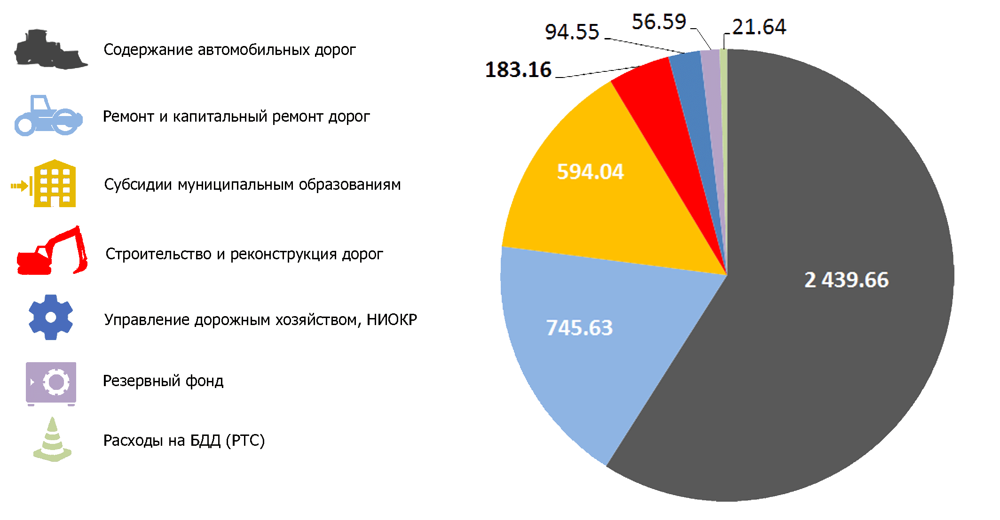 Содержание автомобильных дорог
Ремонт и капитальный ремонт дорог
Субсидии муниципальным образованиям
Строительство и реконструкция дорог
Управление дорожным хозяйством, НИОКР
Резервный фонд
Расходы на БДД (РТС)
94.55
56.59
21.64
183.16
594.04
2 439.66
745.63